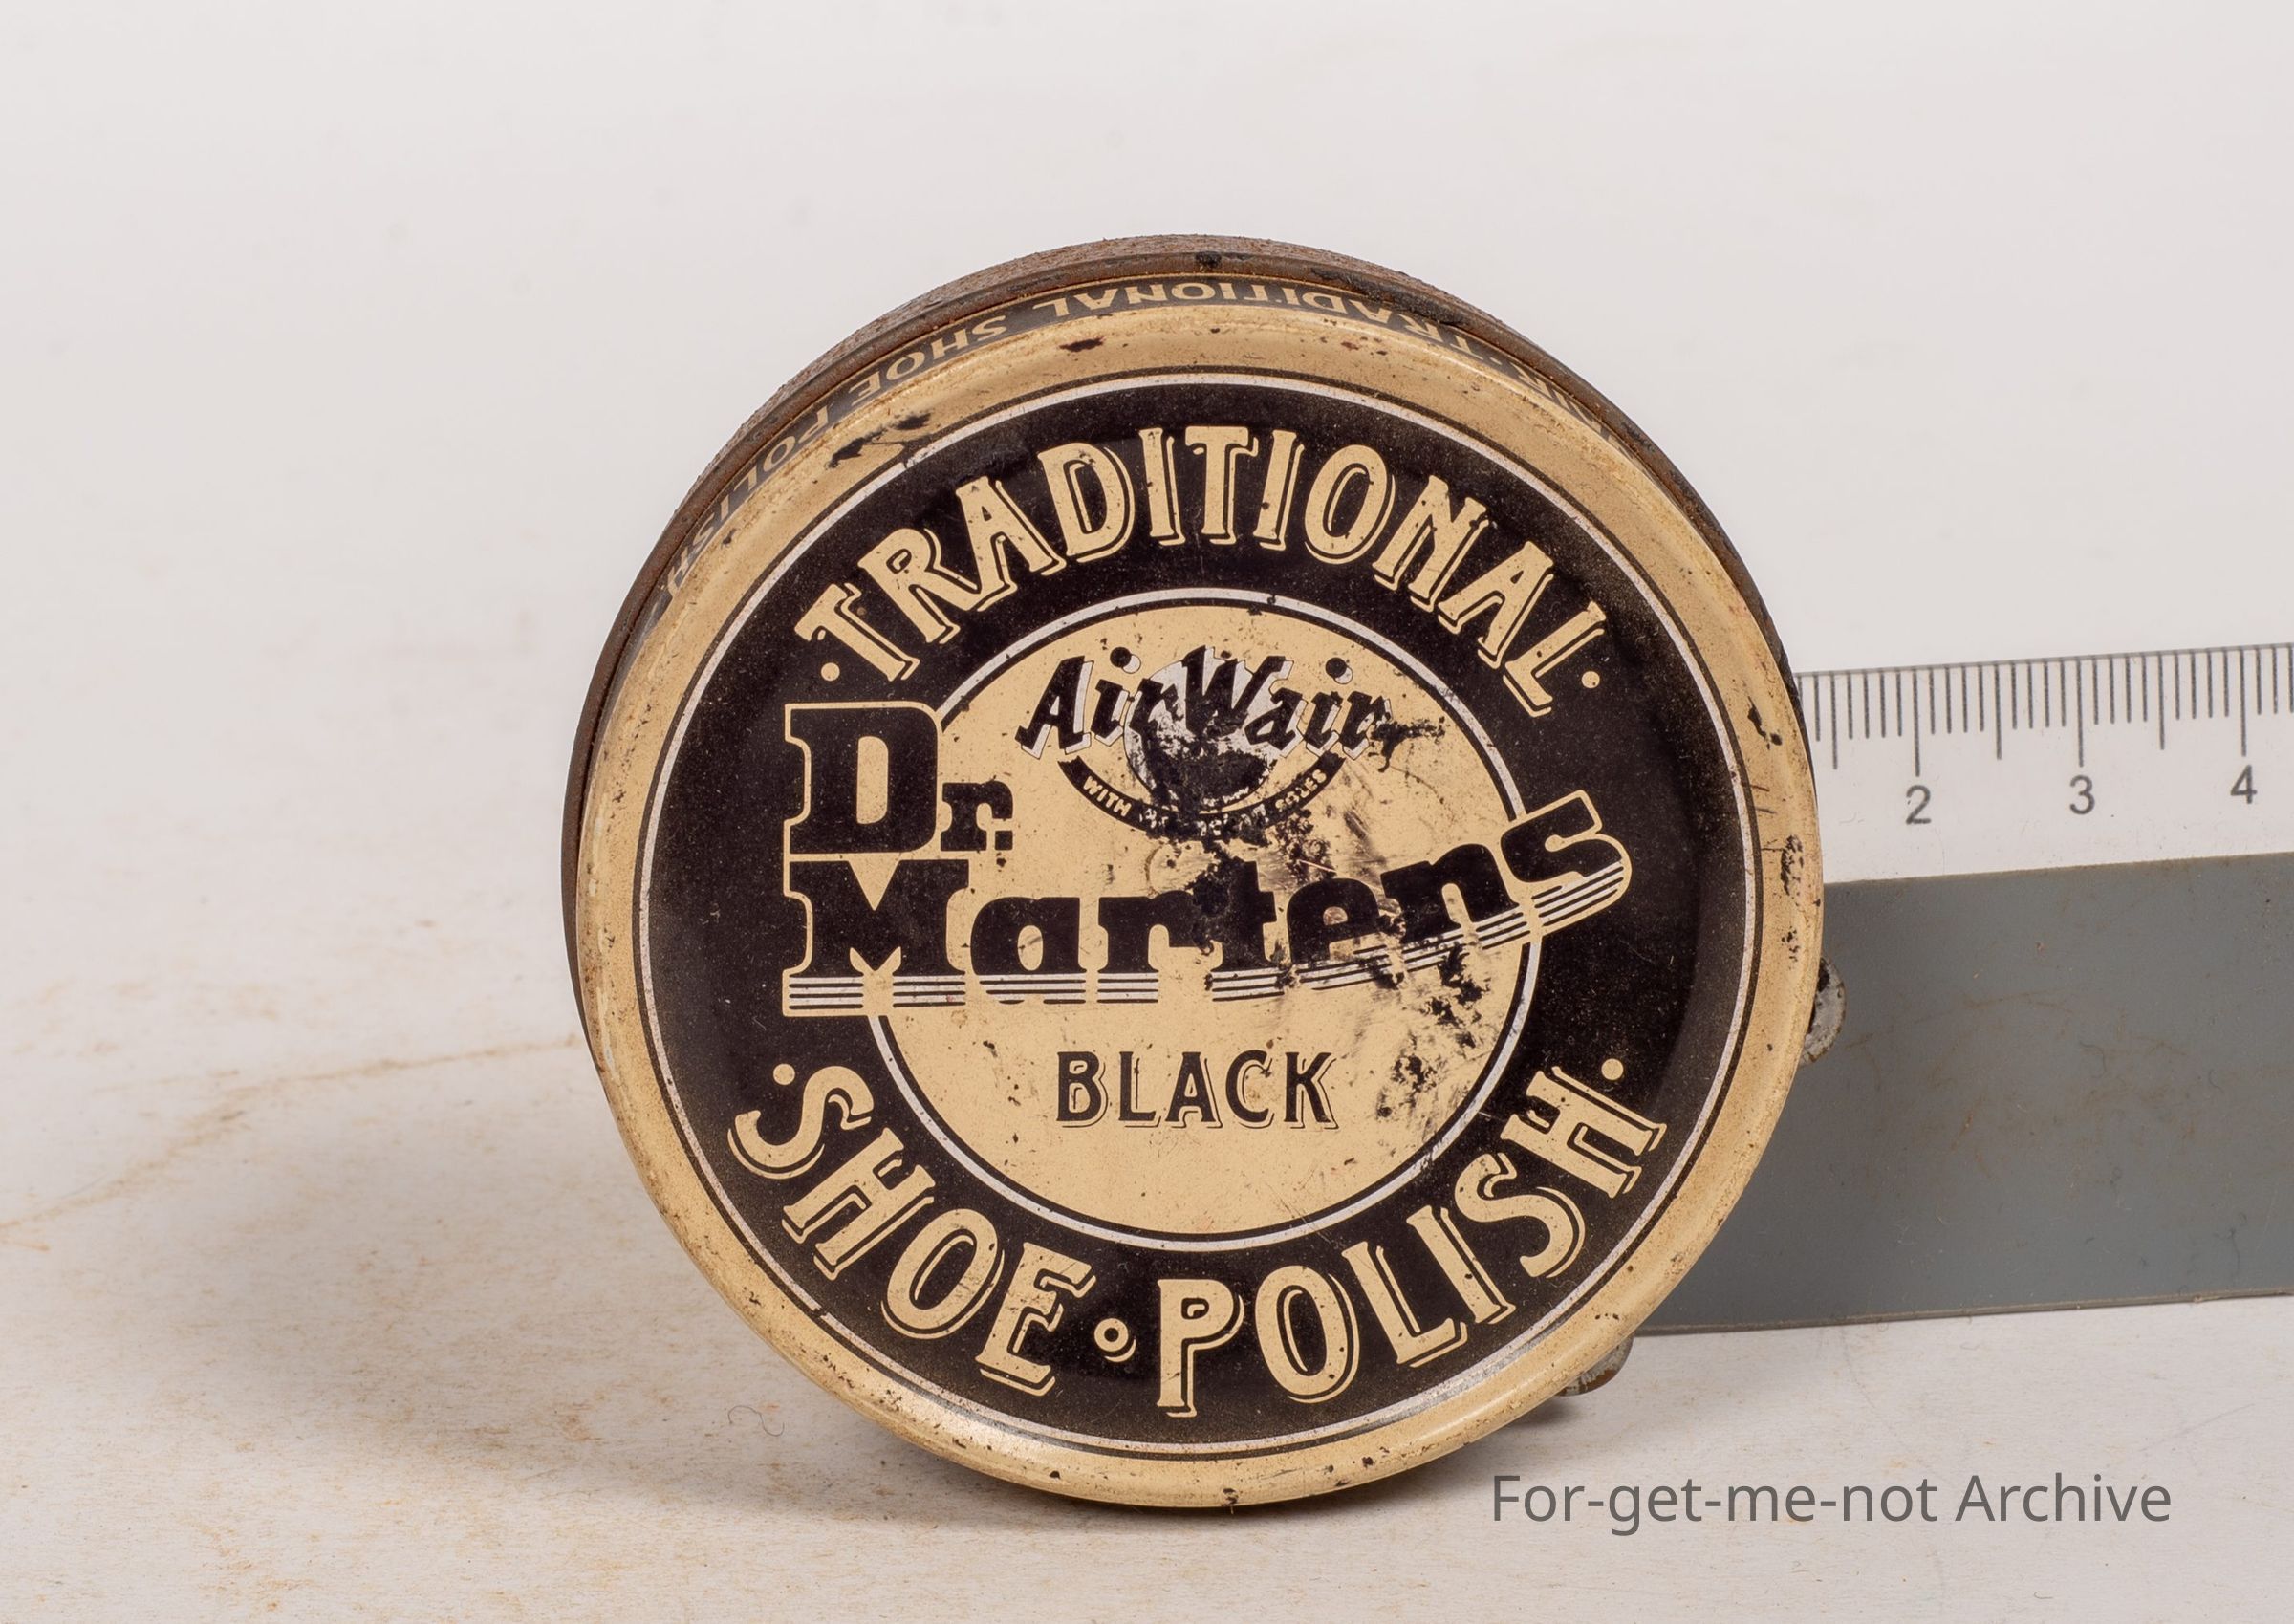 TRADITIONAL SHOE POLISH
·TRADITIONAL·
AirWair
WITH SOLES
Dr.
Martens
BLACK
·SHOE·POLISH·
2 3 4
For-get-me-not Archive